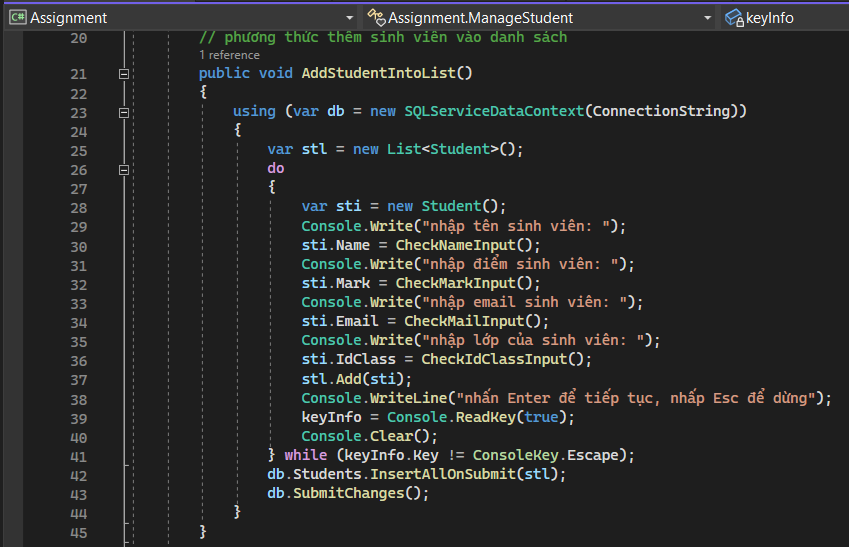 C# Assignment Assignment.ManageStudent keyInfo
20 // phương thức thêm sinh viên vào danh sách
1 reference
21 public void AddStudentIntoList()
22 {
23 using (var db = new SQLServiceDataContext(ConnectionString))
24 {
25 var stl = new List<Student>();
26 do
27 {
28 var sti = new Student();
29 Console.Write("nhập tên sinh viên: ");
30 sti.Name = CheckNameInput();
31 Console.Write("nhập điểm sinh viên: ");
32 sti.Mark = CheckMarkInput();
33 Console.Write("nhập email sinh viên: ");
34 sti.Email = CheckMailInput();
35 Console.Write("nhập lớp của sinh viên: ");
36 sti.IdClass = CheckIdClassInput();
37 stl.Add(sti);
38 Console.WriteLine("nhấn Enter để tiếp tục, nhấp Esc để dừng");
39 keyInfo = Console.ReadKey(true);
40 Console.Clear();
41 } while (keyInfo.Key != ConsoleKey.Escape);
42 db.Students.InsertAllOnSubmit(stl);
43 db.SubmitChanges();
44 }
45 }